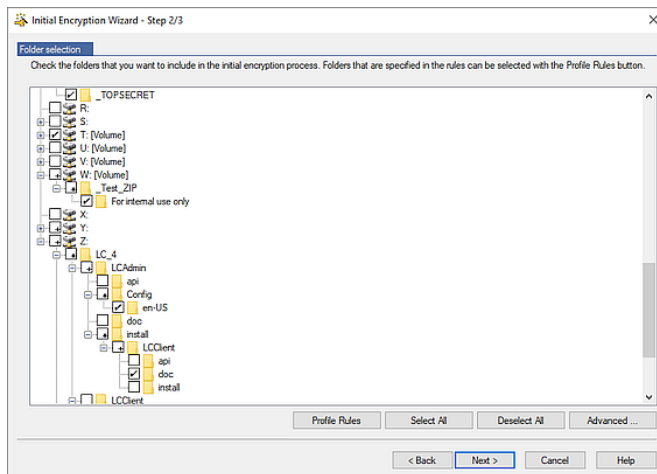 Initial Encryption Wizard - Step 2/3
Folder selection
Check the folders that you want to include in the initial encryption process. Folders that are specified in the rules can be selected with the Profile Rules button.
_TOPSECRET
R:
S:
T: [Volume]
U: [Volume]
V: [Volume]
W: [Volume]
_Test_ZIP
For internal use only
X:
Y:
Z:
LC_4
LCAdmin
api
Config
en-US
doc
install
LCClient
api
doc
install
LCClient
Profile Rules Select All Deselect All Advanced ...
< Back Next > Cancel Help